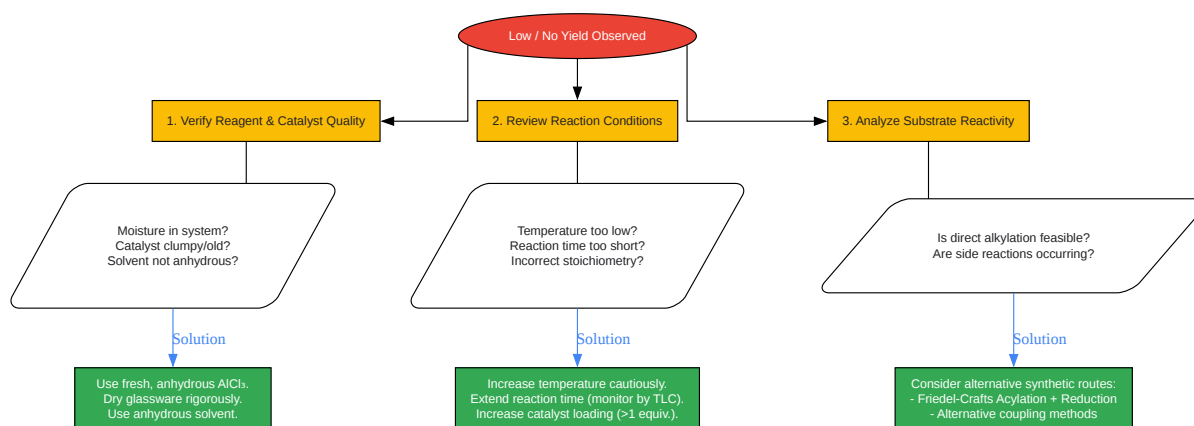 Low / No Yield Observed
1. Verify Reagent & Catalyst Quality
2. Review Reaction Conditions
3. Analyze Substrate Reactivity
Moisture in system?
Catalyst clumpy/old?
Solvent not anhydrous?
Temperature too low?
Reaction time too short?
Incorrect stoichiometry?
Is direct alkylation feasible?
Are side reactions occurring?
Solution
Solution
Solution
Use fresh, anhydrous AlCl₃.
Dry glassware rigorously.
Use anhydrous solvent.
Increase temperature cautiously.
Extend reaction time (monitor by TLC).
Increase catalyst loading (>1 equiv.).
Consider alternative synthetic routes:
- Friedel-Crafts Acylation + Reduction
- Alternative coupling methods